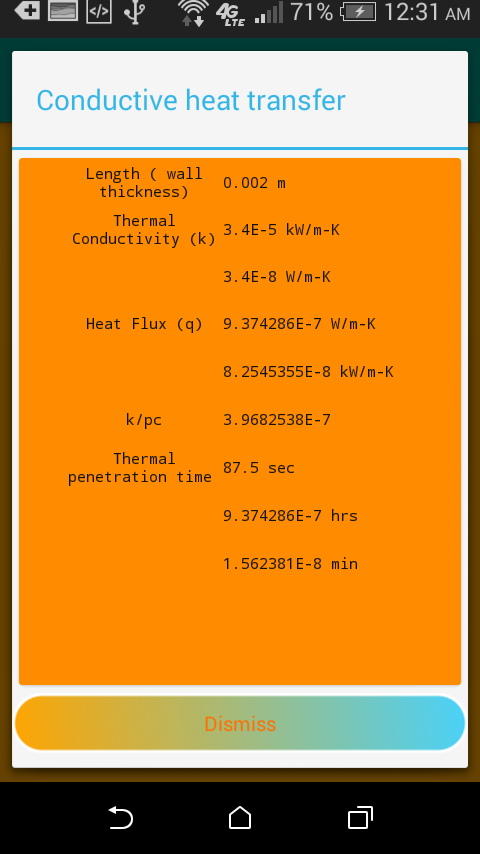 4G LTE 71% 12:31 AM
Conductive heat transfer
Length ( wall
thickness)
0.002 m
Thermal
Conductivity (k)
3.4E-5 kW/m-K
3.4E-8 W/m-K
Heat Flux (q)
9.374286E-7 W/m-K
8.2545355E-8 kW/m-K
k/pc
3.9682538E-7
Thermal
penetration time
87.5 sec
9.374286E-7 hrs
1.562381E-8 min
Dismiss